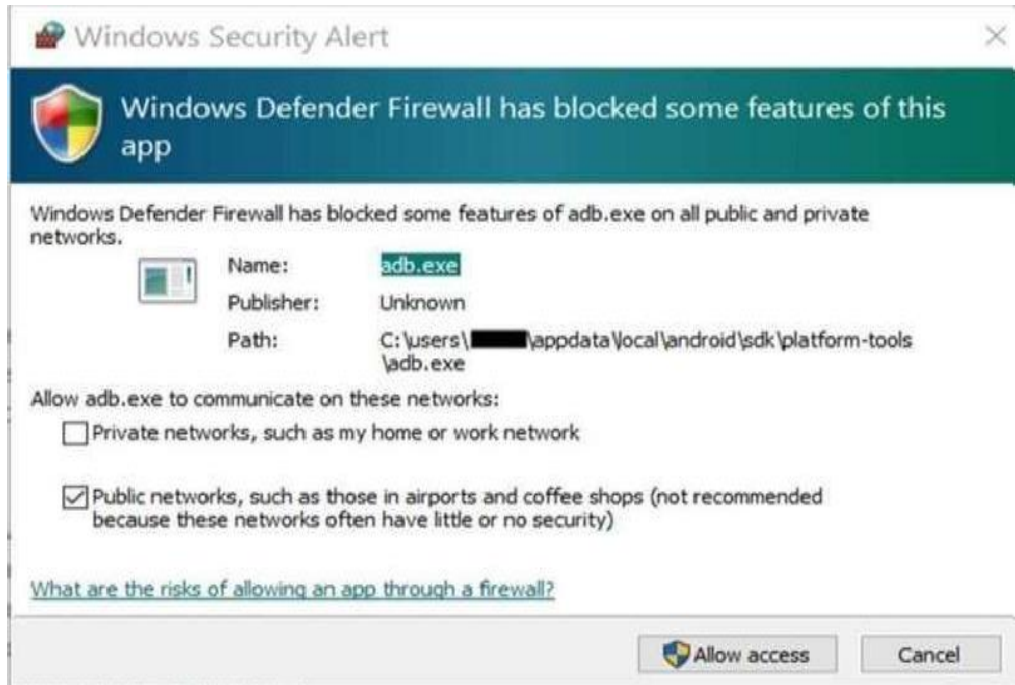 Windows Security Alert
Windows Defender Firewall has blocked some features of this
app
Windows Defender Firewall has blocked some features of adb.exe on all public and private
networks.
Name: adb.exe
Publisher: Unknown
Path: C:\users\ \appdata\local\android\sdk\platform-tools
\adb.exe
Allow adb.exe to communicate on these networks:
Private networks, such as my home or work network
Public networks, such as those in airports and coffee shops (not recommended
because these networks often have little or no security)
What are the risks of allowing an app through a firewall?
Allow access Cancel